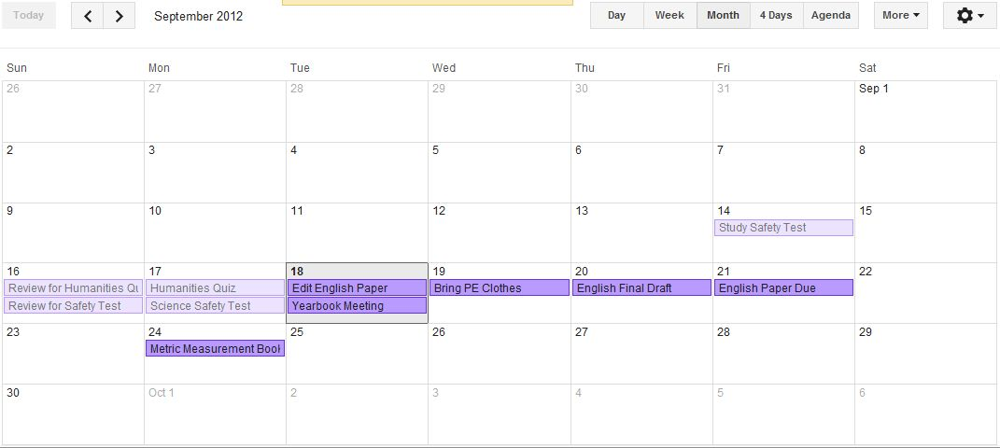 Today September 2012 Day Week Month 4 Days Agenda More
Sun Mon Tue Wed Thu Fri Sat
26 27 28 29 30 31 Sep 1
2 3 4 5 6 7 8
9 10 11 12 13 14 15
Study Safety Test
16 17 18 19 20 21 22
Review for Humanities Qu Humanities Quiz Edit English Paper Bring PE Clothes English Final Draft English Paper Due
Review for Safety Test Science Safety Test Yearbook Meeting
23 24 25 26 27 28 29
Metric Measurement Book
30 Oct 1 2 3 4 5 6